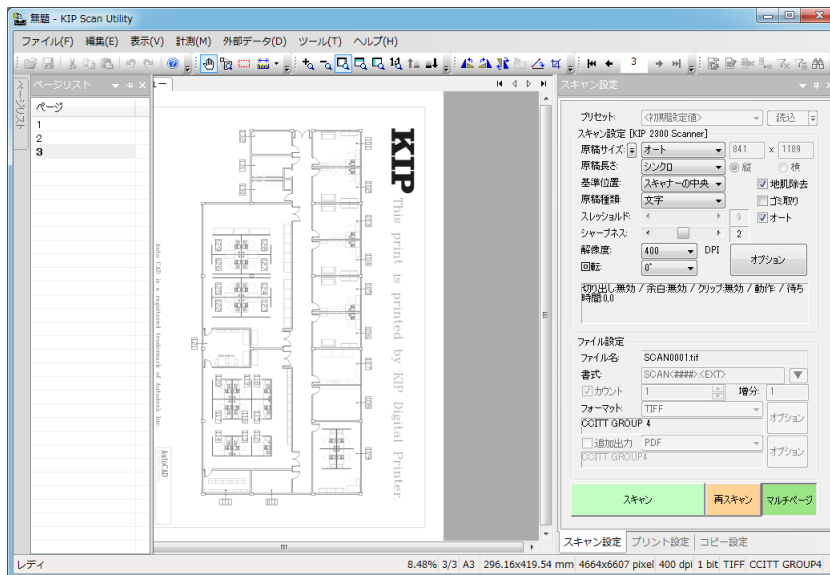 無題 - KIP Scan Utility
ファイル(F) 編集(E) 表示(V) 計測(M) 外部データ(D) ツール(T) ヘルプ(H)
3
ページリスト
ページリスト
ページ
1
2
3
ュー
KIP
This print is printed by KIP Digital Printer.
Auto CAD is a registered trademark of Autodesk Inc.
AutoCAD
スキャン設定
プリセット: <初期設定値> 読込
スキャン設定 [KIP 2300 Scanner]
原稿サイズ: オート 841 x 1189
原稿長さ: シンクロ 縦 横
基準位置: スキャナーの中央 地肌除去
原稿種類: 文字 ゴミ取り
スレッショルド: 9 オート
シャープネス: 2
解像度: 400 DPI オプション
回転: 0°
切り出し:無効 / 余白:無効 / クリップ:無効 / 動作 / 待ち
時間:0.0
ファイル設定
ファイル名: SCAN0001.tif
書式: SCAN<####>.<EXT>
カウント 1 増分: 1
フォーマット: TIFF オプション
CCITT GROUP 4
追加出力 PDF オプション
CCITT GROUP4
スキャン 再スキャン マルチページ
スキャン設定 プリント設定 コピー設定
レディ 8.48% 3/3 A3 296.16x419.54 mm 4664x6607 pixel 400 dpi 1 bit TIFF CCITT GROUP4